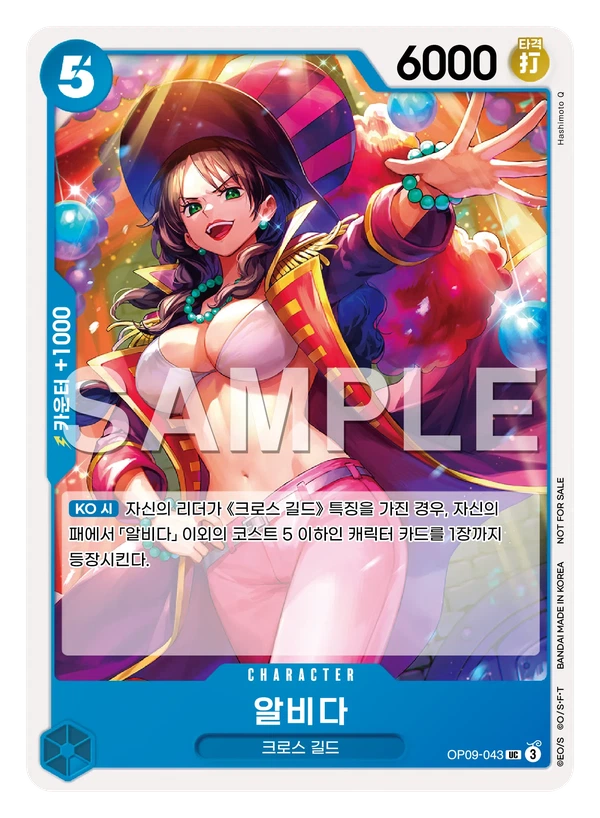 5
6000
타격
打
Hashimoto Q
카운터 +1000
SAMPLE
KO 시 자신의 리더가 《크로스 길드》 특징을 가진 경우, 자신의
패에서 「알비다」 이외의 코스트 5 이하인 캐릭터 카드를 1장까지
등장시킨다.
CHARACTER
알비다
크로스 길드
OP09-043 UC 3
©EIO/S ©O/S·F·T BANDAI MADE IN KOREA NOT FOR SALE